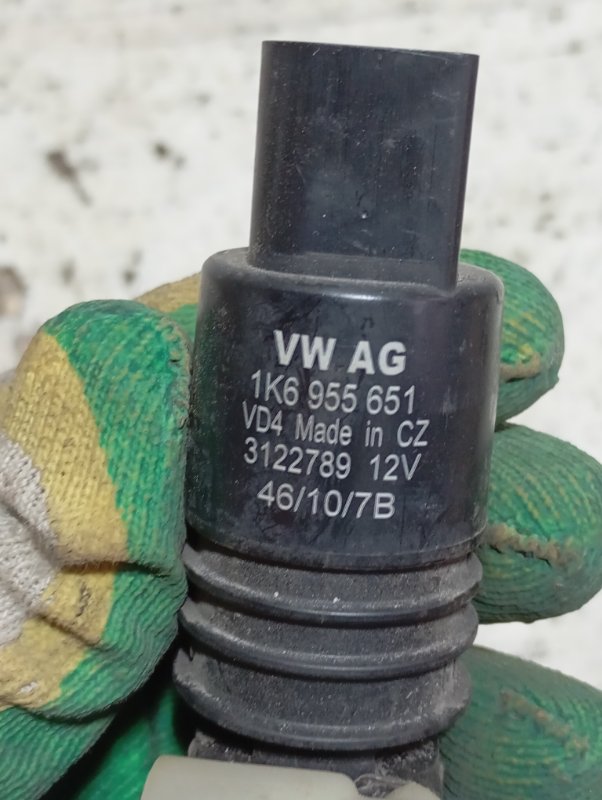 VW AG
1K6 955 651
VD4 Made in CZ
3122789 12V
46/10/7B